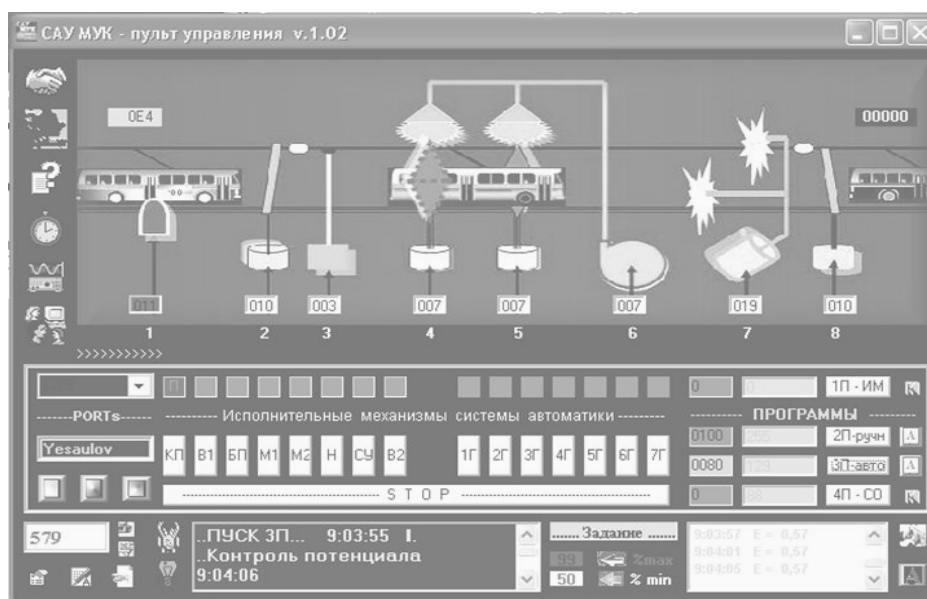 САУ МУК - пульт управления v.1.02
0E4
00000
011 010 003 007 007 007 019 010
1 2 3 4 5 6 7 8
>>>>>>>>>>>
П
0 0 1П - ИМ
-----PORTs----- Исполнительные механизмы системы автоматики ПРОГРАММЫ
0100 255 2П-ручн А
Yesaulov КП В1 БП М1 М2 Н СУ В2 1Г 2Г 3Г 4Г 5Г 6Г 7Г
0080 129 3П-авто А
S T O P
0 88 4П - СО
579
..ПУСК 3П... 9:03:55 I.
..Контроль потенциала
9:04:06
....... Задание .......
99 %max
50 % min
9:03:57 E = 0,57
9:04:01 E = 0,57
9:04:05 E = 0,57